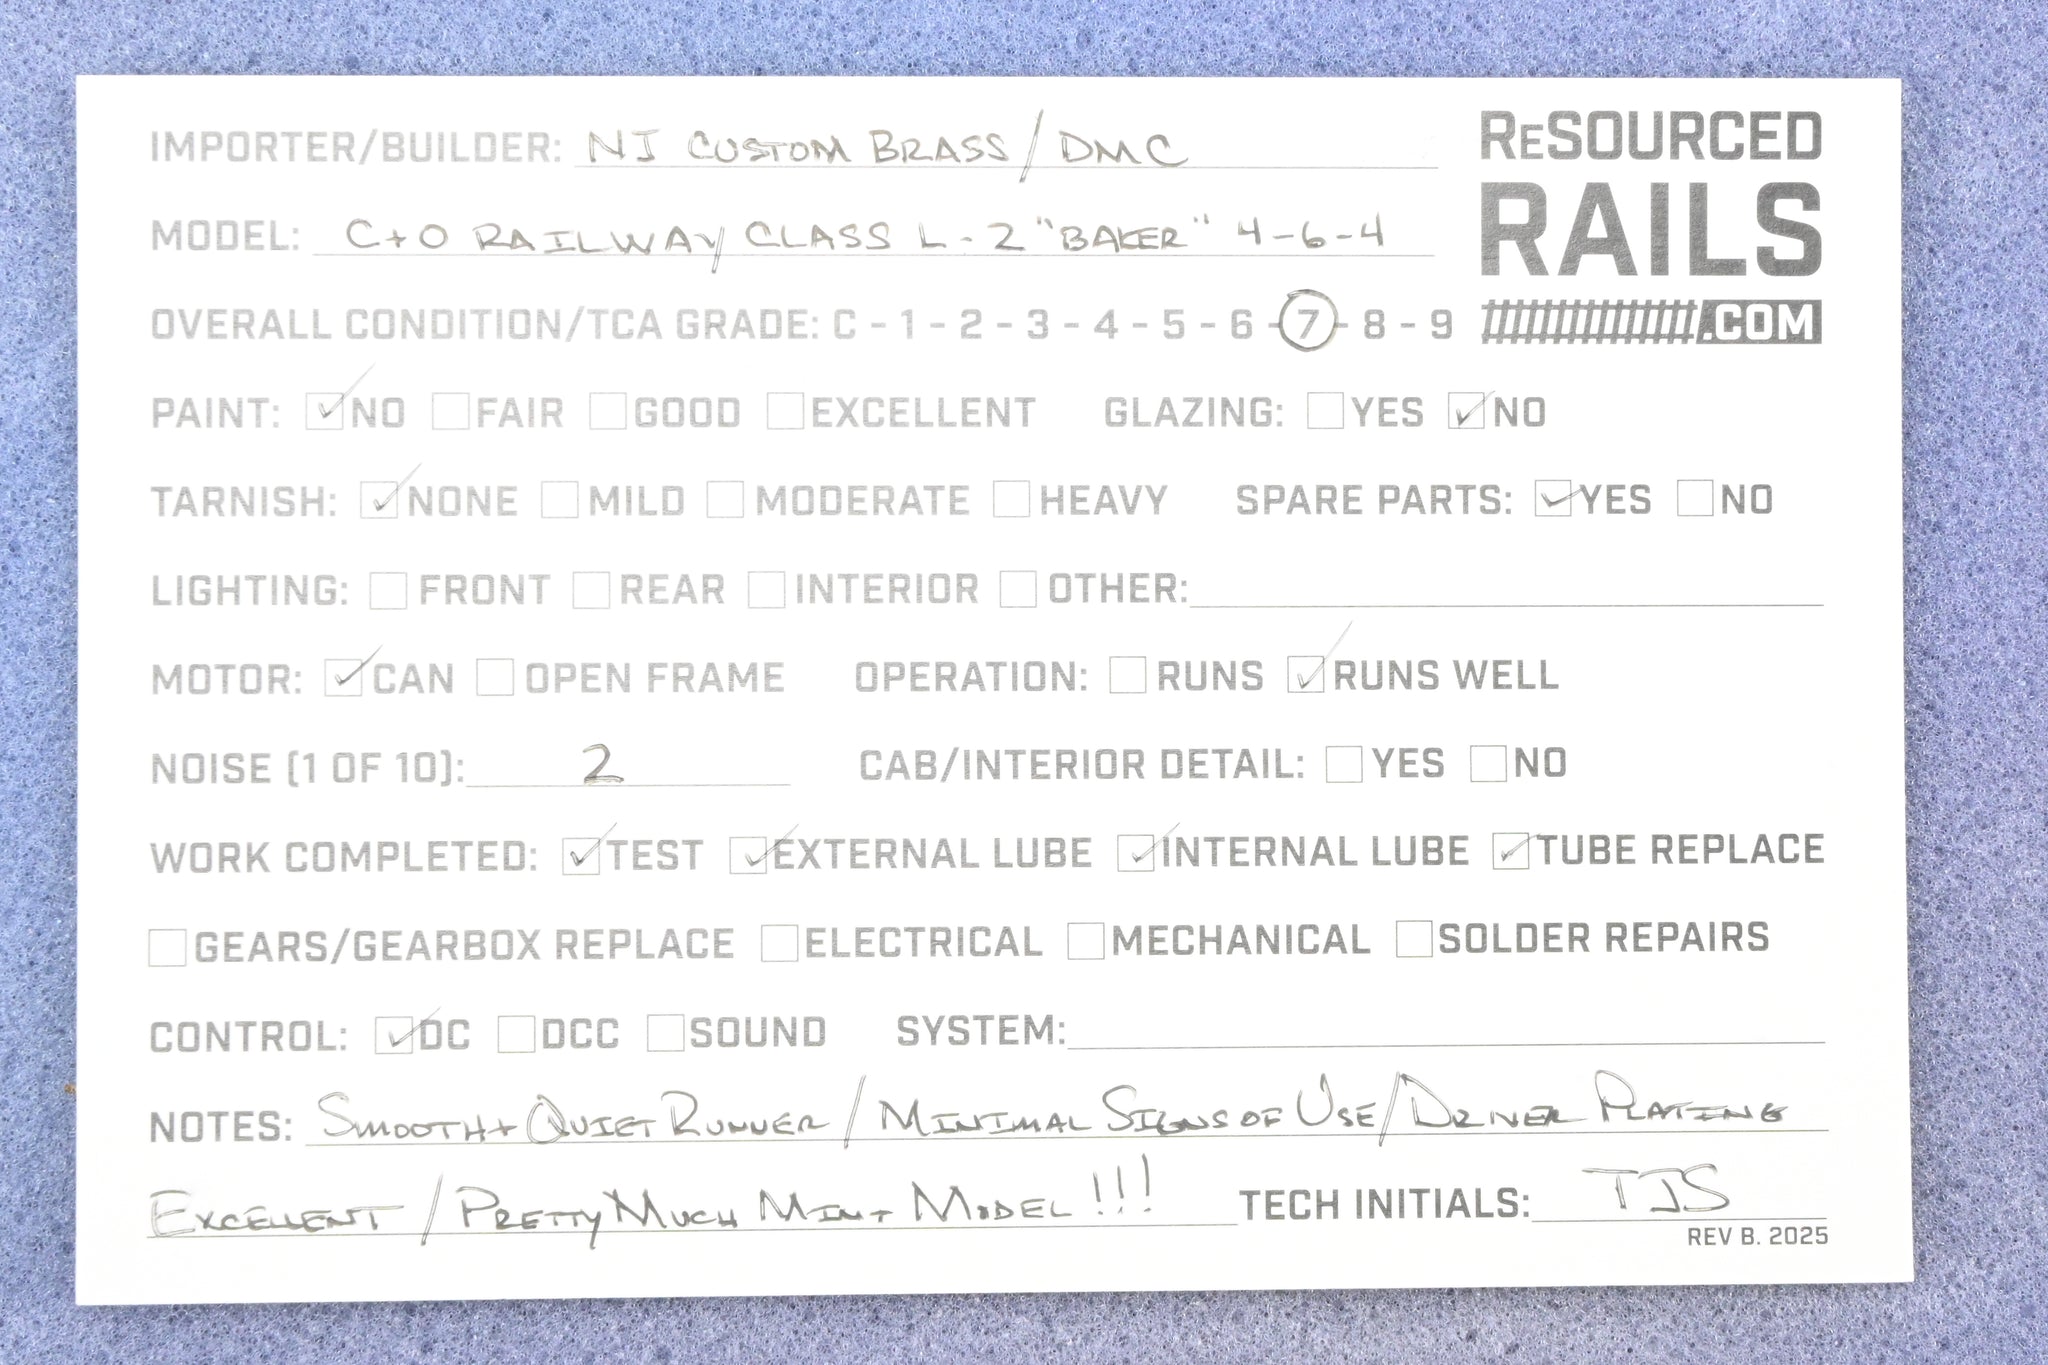 IMPORTER/BUILDER: NJ CUSTOM BRASS/DMC
ReSOURCED
RAILS
.COM
MODEL: C+O RAILWAY CLASS L-2 "BAKER" 4-6-4
OVERALL CONDITION/TCA GRADE: C - 1 - 2 - 3 - 4 - 5 - 6 - 7 - 8 - 9
PAINT: NO FAIR GOOD EXCELLENT GLAZING: YES NO
TARNISH: NONE MILD MODERATE HEAVY SPARE PARTS: YES NO
LIGHTING: FRONT REAR INTERIOR OTHER:
MOTOR: CAN OPEN FRAME OPERATION: RUNS RUNS WELL
NOISE (1 OF 10): 2 CAB/INTERIOR DETAIL: YES NO
WORK COMPLETED: TEST EXTERNAL LUBE INTERNAL LUBE TUBE REPLACE
GEARS/GEARBOX REPLACE ELECTRICAL MECHANICAL SOLDER REPAIRS
CONTROL: DC DCC SOUND SYSTEM:
NOTES: SMOOTH + QUIET RUNNER / MINIMAL SIGNS OF USE / DRIVER PLATING
EXCELLENT / PRETTY MUCH MINT MODEL!!! TECH INITIALS: TJS
REV B. 2025